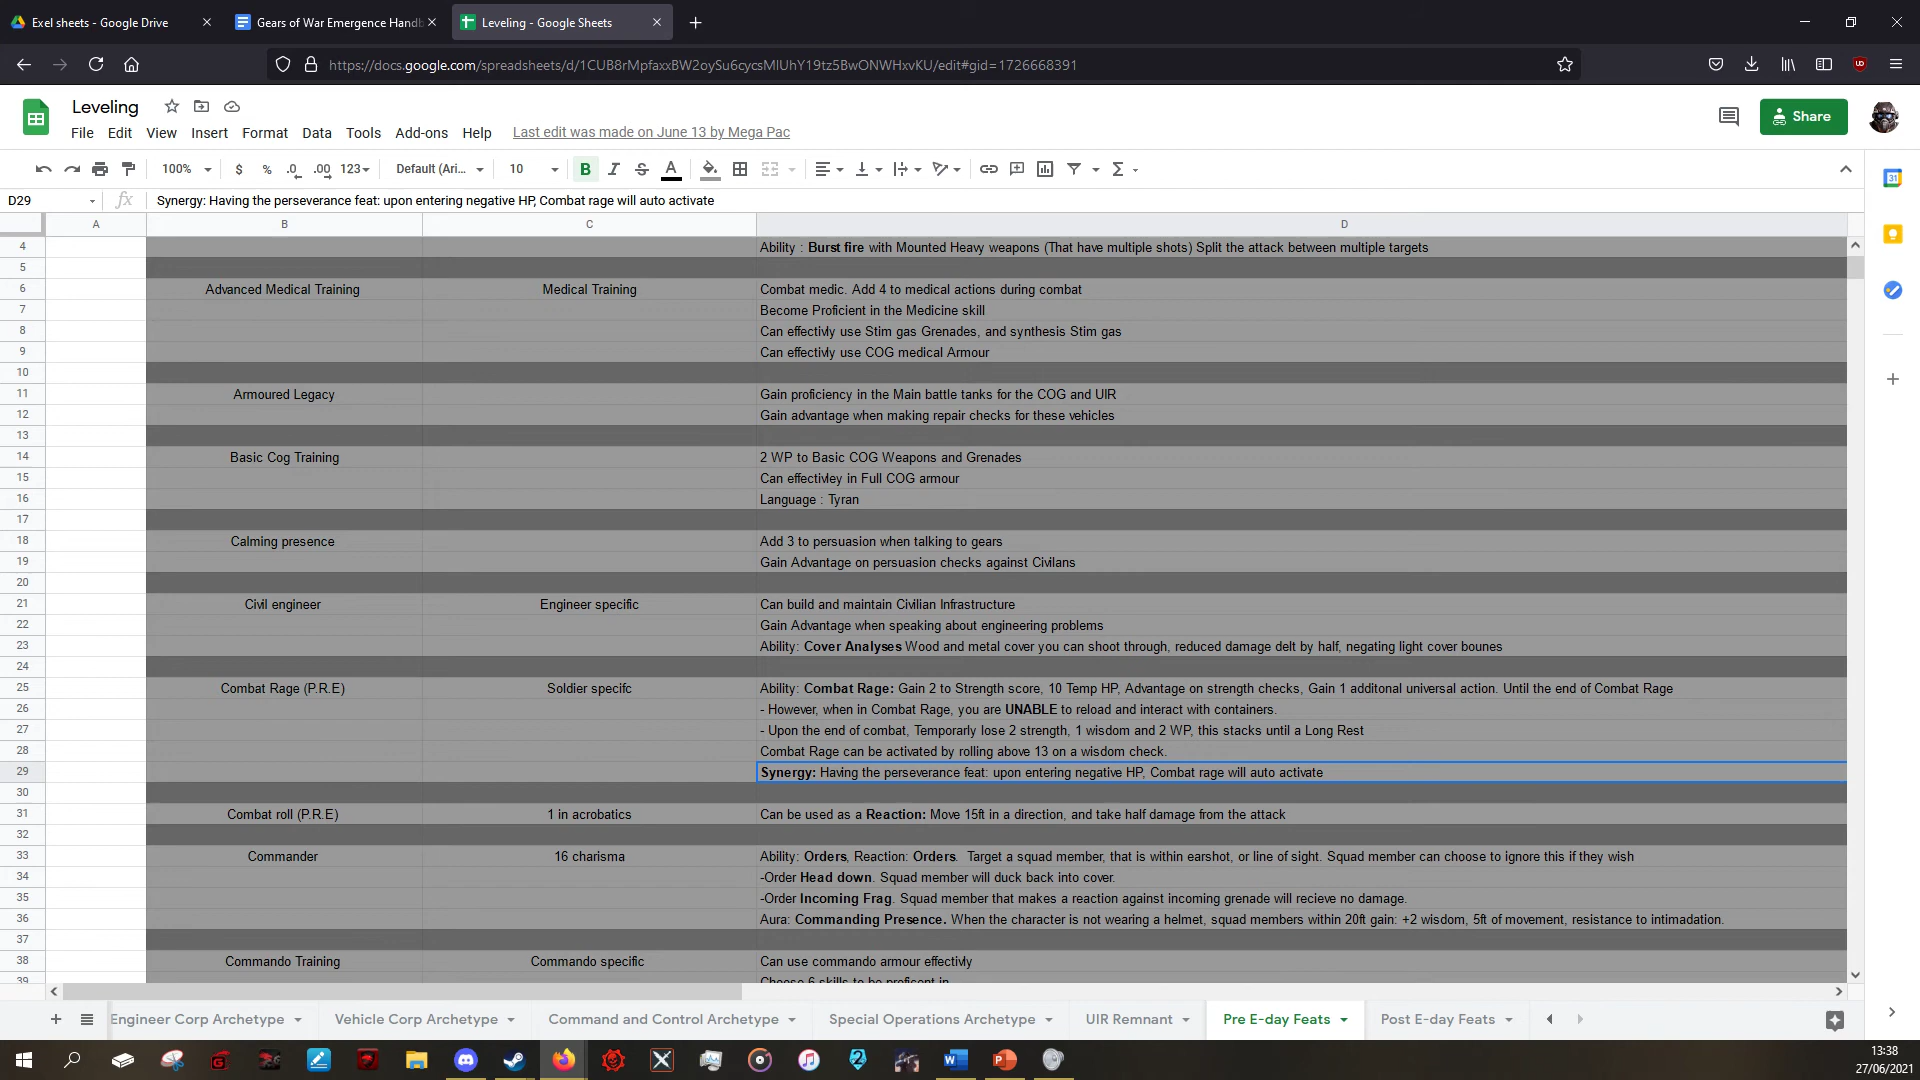 Exel sheets - Google Drive
Gears of War Emergence Handb
Leveling - Google Sheets
https://docs.google.com/spreadsheets/d/1CUB8rMpfaxxBW2oySu6cycsMlUhY19tz5BwONWHxvKU/edit#gid=1726668391
Leveling
File Edit View Insert Format Data Tools Add-ons Help Last edit was made on June 13 by Mega Pac
Share
100% $ % .0 .00 123 Default (Ari... 10 B I S A
D29 fx Synergy: Having the perseverance feat: upon entering negative HP, Combat rage will auto activate
A B C D
4 Ability : Burst fire with Mounted Heavy weapons (That have multiple shots) Split the attack between multiple targets
5
6 Advanced Medical Training Medical Training Combat medic. Add 4 to medical actions during combat
7 Become Proficient in the Medicine skill
8 Can effectivly use Stim gas Grenades, and synthesis Stim gas
9 Can effectivly use COG medical Armour
10
11 Armoured Legacy Gain proficiency in the Main battle tanks for the COG and UIR
12 Gain advantage when making repair checks for these vehicles
13
14 Basic Cog Training 2 WP to Basic COG Weapons and Grenades
15 Can effectivley in Full COG armour
16 Language : Tyran
17
18 Calming presence Add 3 to persuasion when talking to gears
19 Gain Advantage on persuasion checks against Civilans
20
21 Civil engineer Engineer specific Can build and maintain Civilian Infrastructure
22 Gain Advantage when speaking about engineering problems
23 Ability: Cover Analyses Wood and metal cover you can shoot through, reduced damage delt by half, negating light cover bounes
24
25 Combat Rage (P.R.E) Soldier specifc Ability: Combat Rage: Gain 2 to Strength score, 10 Temp HP, Advantage on strength checks, Gain 1 additonal universal action. Until the end of Combat Rage
26 - However, when in Combat Rage, you are UNABLE to reload and interact with containers.
27 - Upon the end of combat, Temporarly lose 2 strength, 1 wisdom and 2 WP, this stacks until a Long Rest
28 Combat Rage can be activated by rolling above 13 on a wisdom check.
29 Synergy: Having the perseverance feat: upon entering negative HP, Combat rage will auto activate
30
31 Combat roll (P.R.E) 1 in acrobatics Can be used as a Reaction: Move 15ft in a direction, and take half damage from the attack
32
33 Commander 16 charisma Ability: Orders, Reaction: Orders. Target a squad member, that is within earshot, or line of sight. Squad member can choose to ignore this if they wish
34 -Order Head down. Squad member will duck back into cover.
35 -Order Incoming Frag. Squad member that makes a reaction against incoming grenade will recieve no damage.
36 Aura: Commanding Presence. When the character is not wearing a helmet, squad members within 20ft gain: +2 wisdom, 5ft of movement, resistance to intimadation.
37
38 Commando Training Commando specific Can use commando armour effectivly
39 Choose 6 skills to be proficent in
Engineer Corp Archetype Vehicle Corp Archetype Command and Control Archetype Special Operations Archetype UIR Remnant Pre E-day Feats Post E-day Feats
13:38
27/06/2021